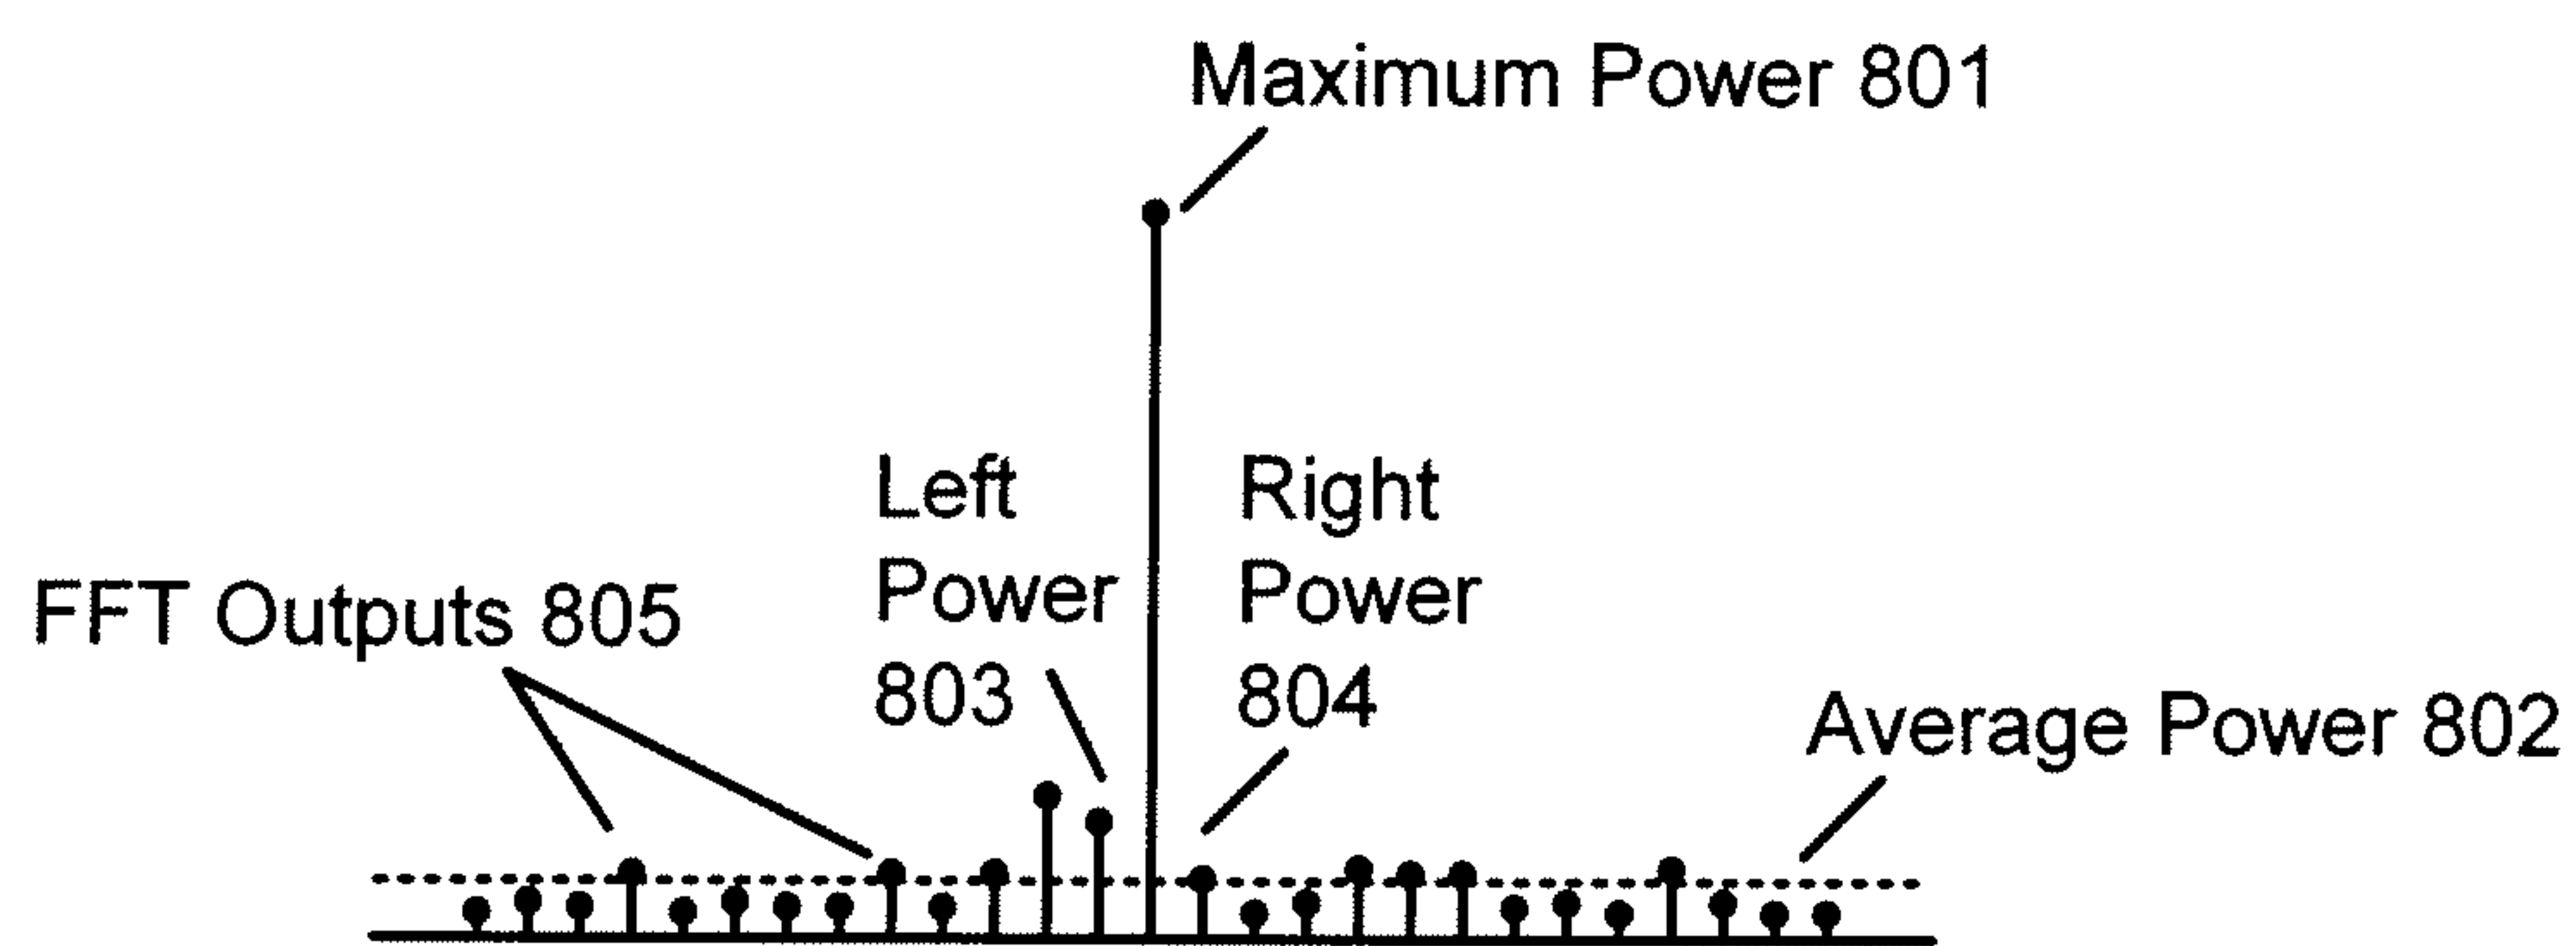 Maximum Power 801
Left
Power
803
Right
Power
804
FFT Outputs 805
Average Power 802